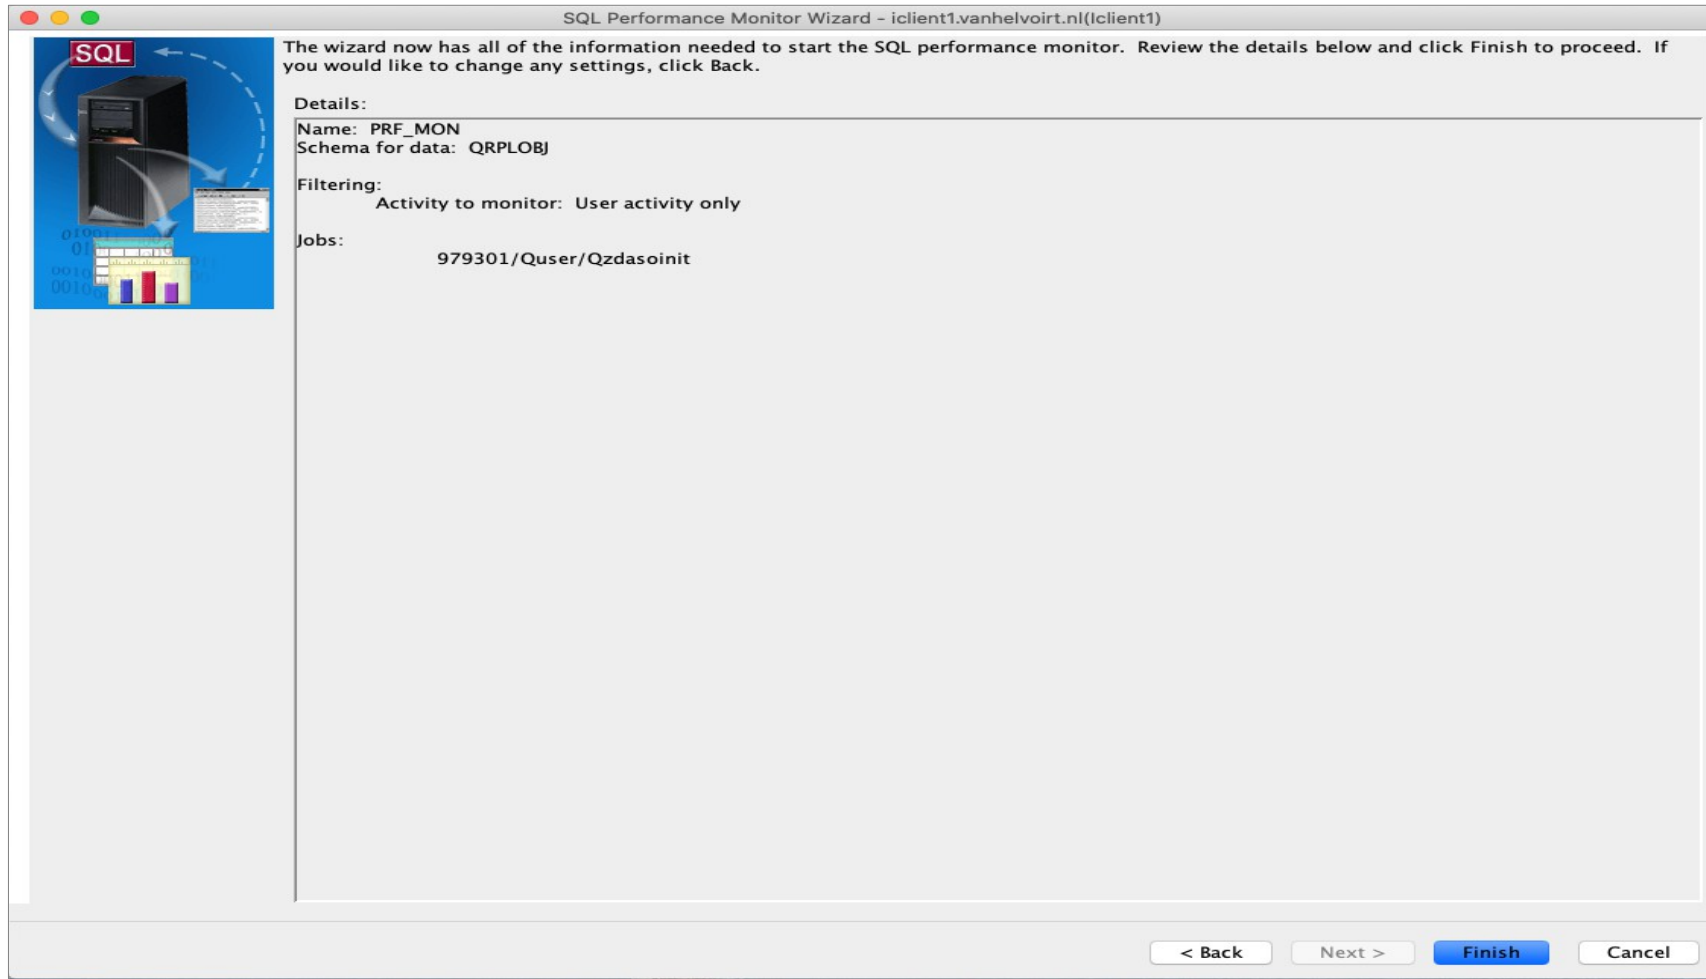 SQL Performance Monitor Wizard - iclient1.vanhelvoirt.nl(Iclient1)
SQL
The wizard now has all of the information needed to start the SQL performance monitor. Review the details below and click Finish to proceed. If
you would like to change any settings, click Back.
Details:
Name: PRF_MON
Schema for data: QRPLOBJ
Filtering:
Activity to monitor: User activity only
Jobs:
979301/Quser/Qzdasoinit
< Back
Next >
Finish
Cancel